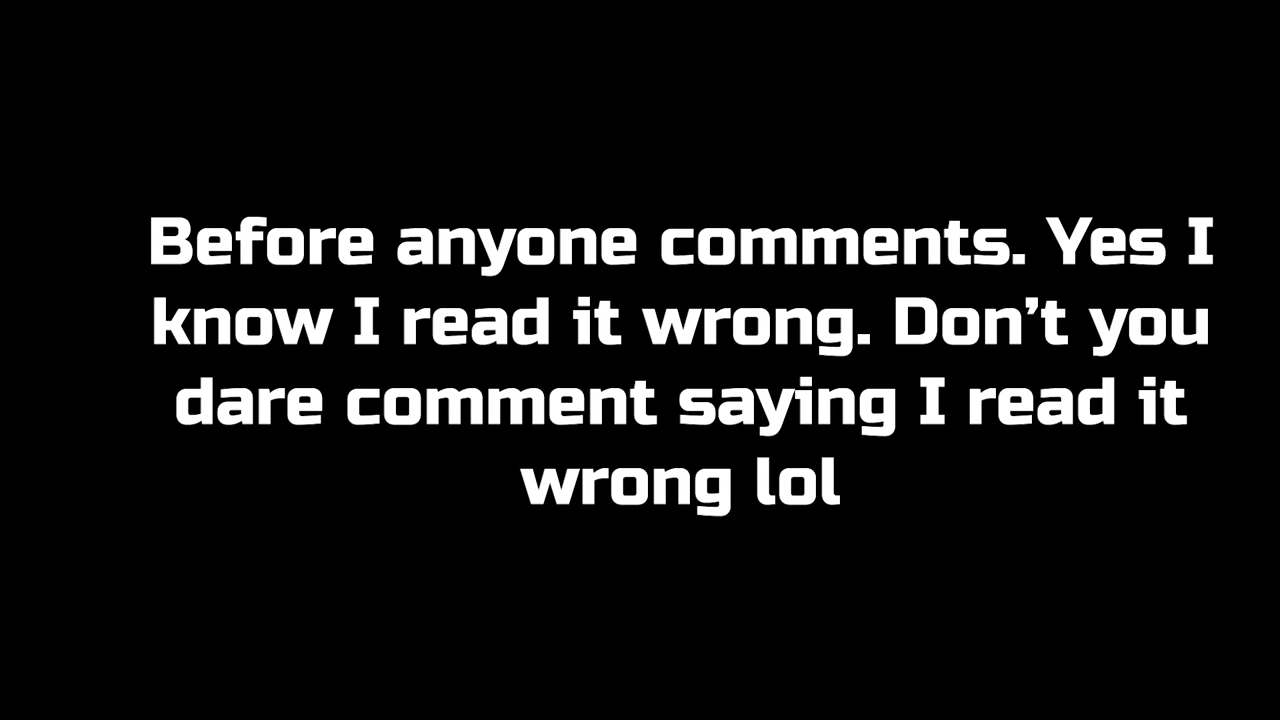 Before anyone comments. Yes I
know I read it wrong. Don’t you
dare comment saying I read it
wrong lol